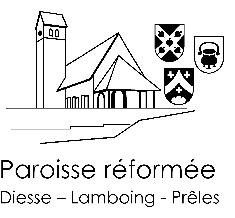 Paroisse réformée
Diesse – Lamboing - Prêles